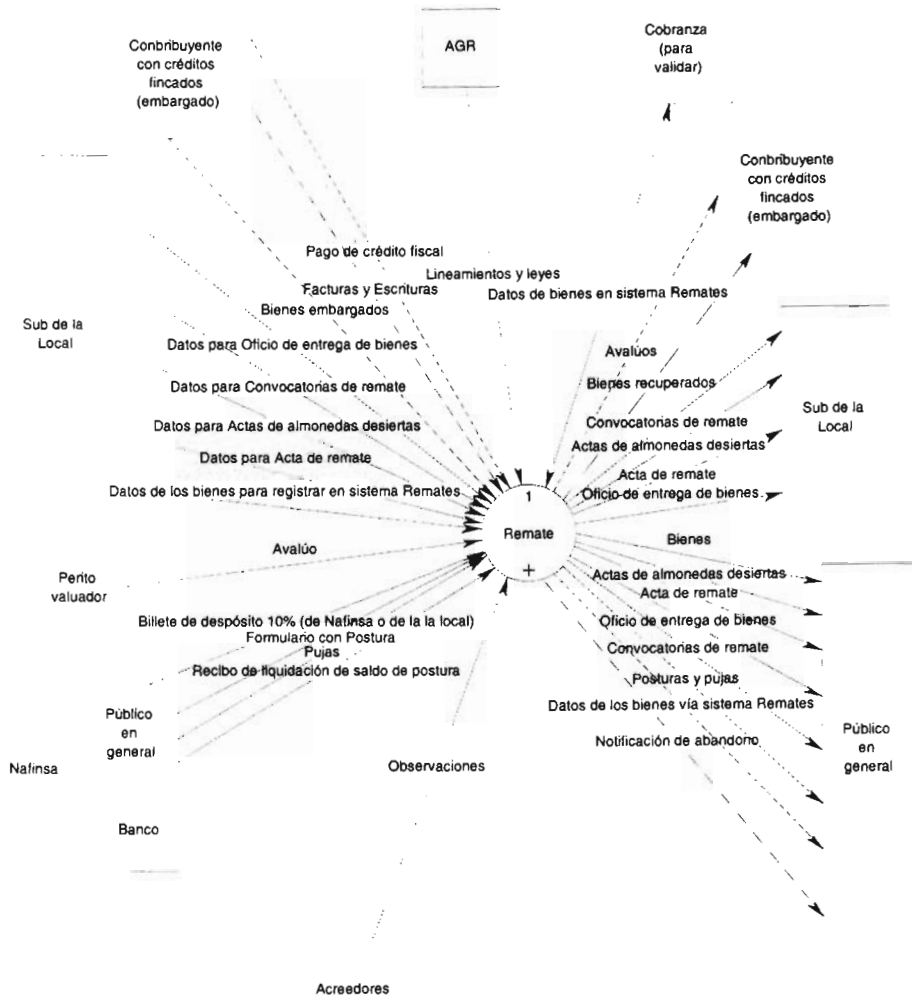 Conbribuyente
con créditos
fincados
(embargado)
AGR
Cobranza
(para
validar)
Conbribuyente
con créditos
fincados
(embargado)
Pago de crédito fiscal
Lineamientos y leyes
Facturas y Escrituras
Datos de bienes en sistema Remates
Bienes embargados
Sub de la
Local
Datos para Oficio de entrega de bienes
Avalúos
Datos para Convocatorias de remate
Bienes recuperados
Datos para Actas de almonedas desiertas
Convocatorias de remate
Sub de la
Local
Actas de almonedas desiertas
Datos para Acta de remate
Acta de remate
Datos de los bienes para registrar en sistema Remates
Oficio de entrega de bienes
1
Remate
+
Avalúo
Bienes
Perito
valuador
Actas de almonedas desiertas
Acta de remate
Billete de despósito 10% (de Nafinsa o de la la local)
Oficio de entrega de bienes
Formulario con Postura
Pujas
Convocatorias de remate
Recibo de liquidación de saldo de postura
Posturas y pujas
Datos de los bienes vía sistema Remates
Público
en
general
Notificación de abandono
Público
en
general
Nafinsa
Observaciones
Banco
Acreedores